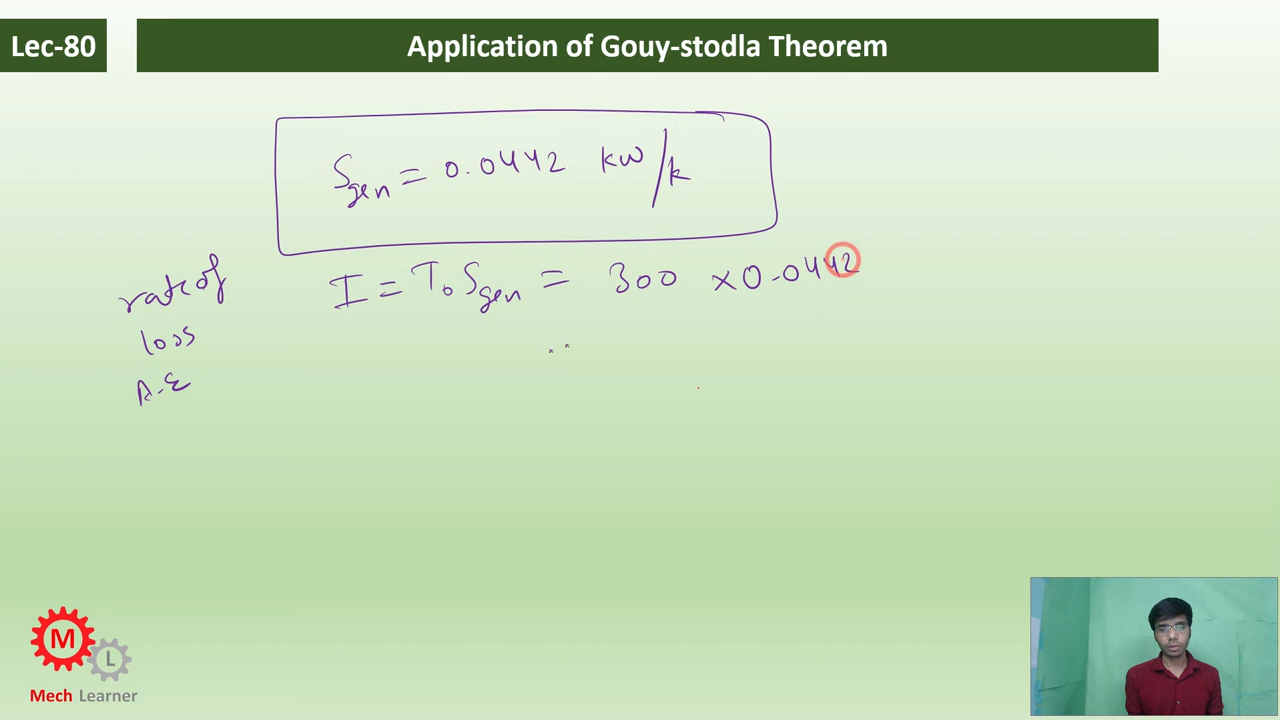 Lec-80
Application of Gouy-stodla Theorem
Sgen = 0.0442 kw/k
rate of
loss
A.E
I = T₀ Sgen = 300 × 0.0442
M
L
Mech Learner